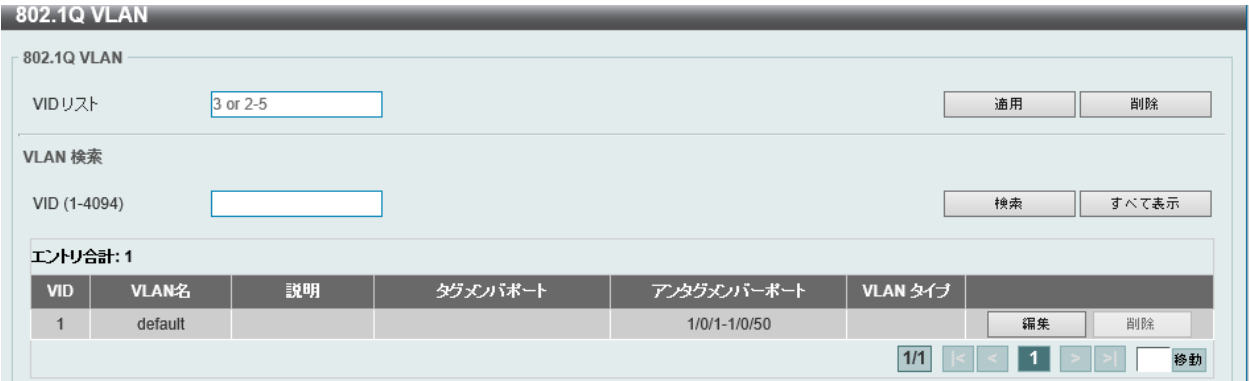 802.1Q VLAN
802.1Q VLAN
VIDリスト 3 or 2-5 適用 削除
VLAN 検索
VID (1-4094) 検索 すべて表示
エントリ合計: 1
VID VLAN名 説明 タグメンバポート アンタグメンバーポート VLAN タイプ
1 default 1/0/1-1/0/50 編集 削除
1/1 |< < 1 > >| 移動